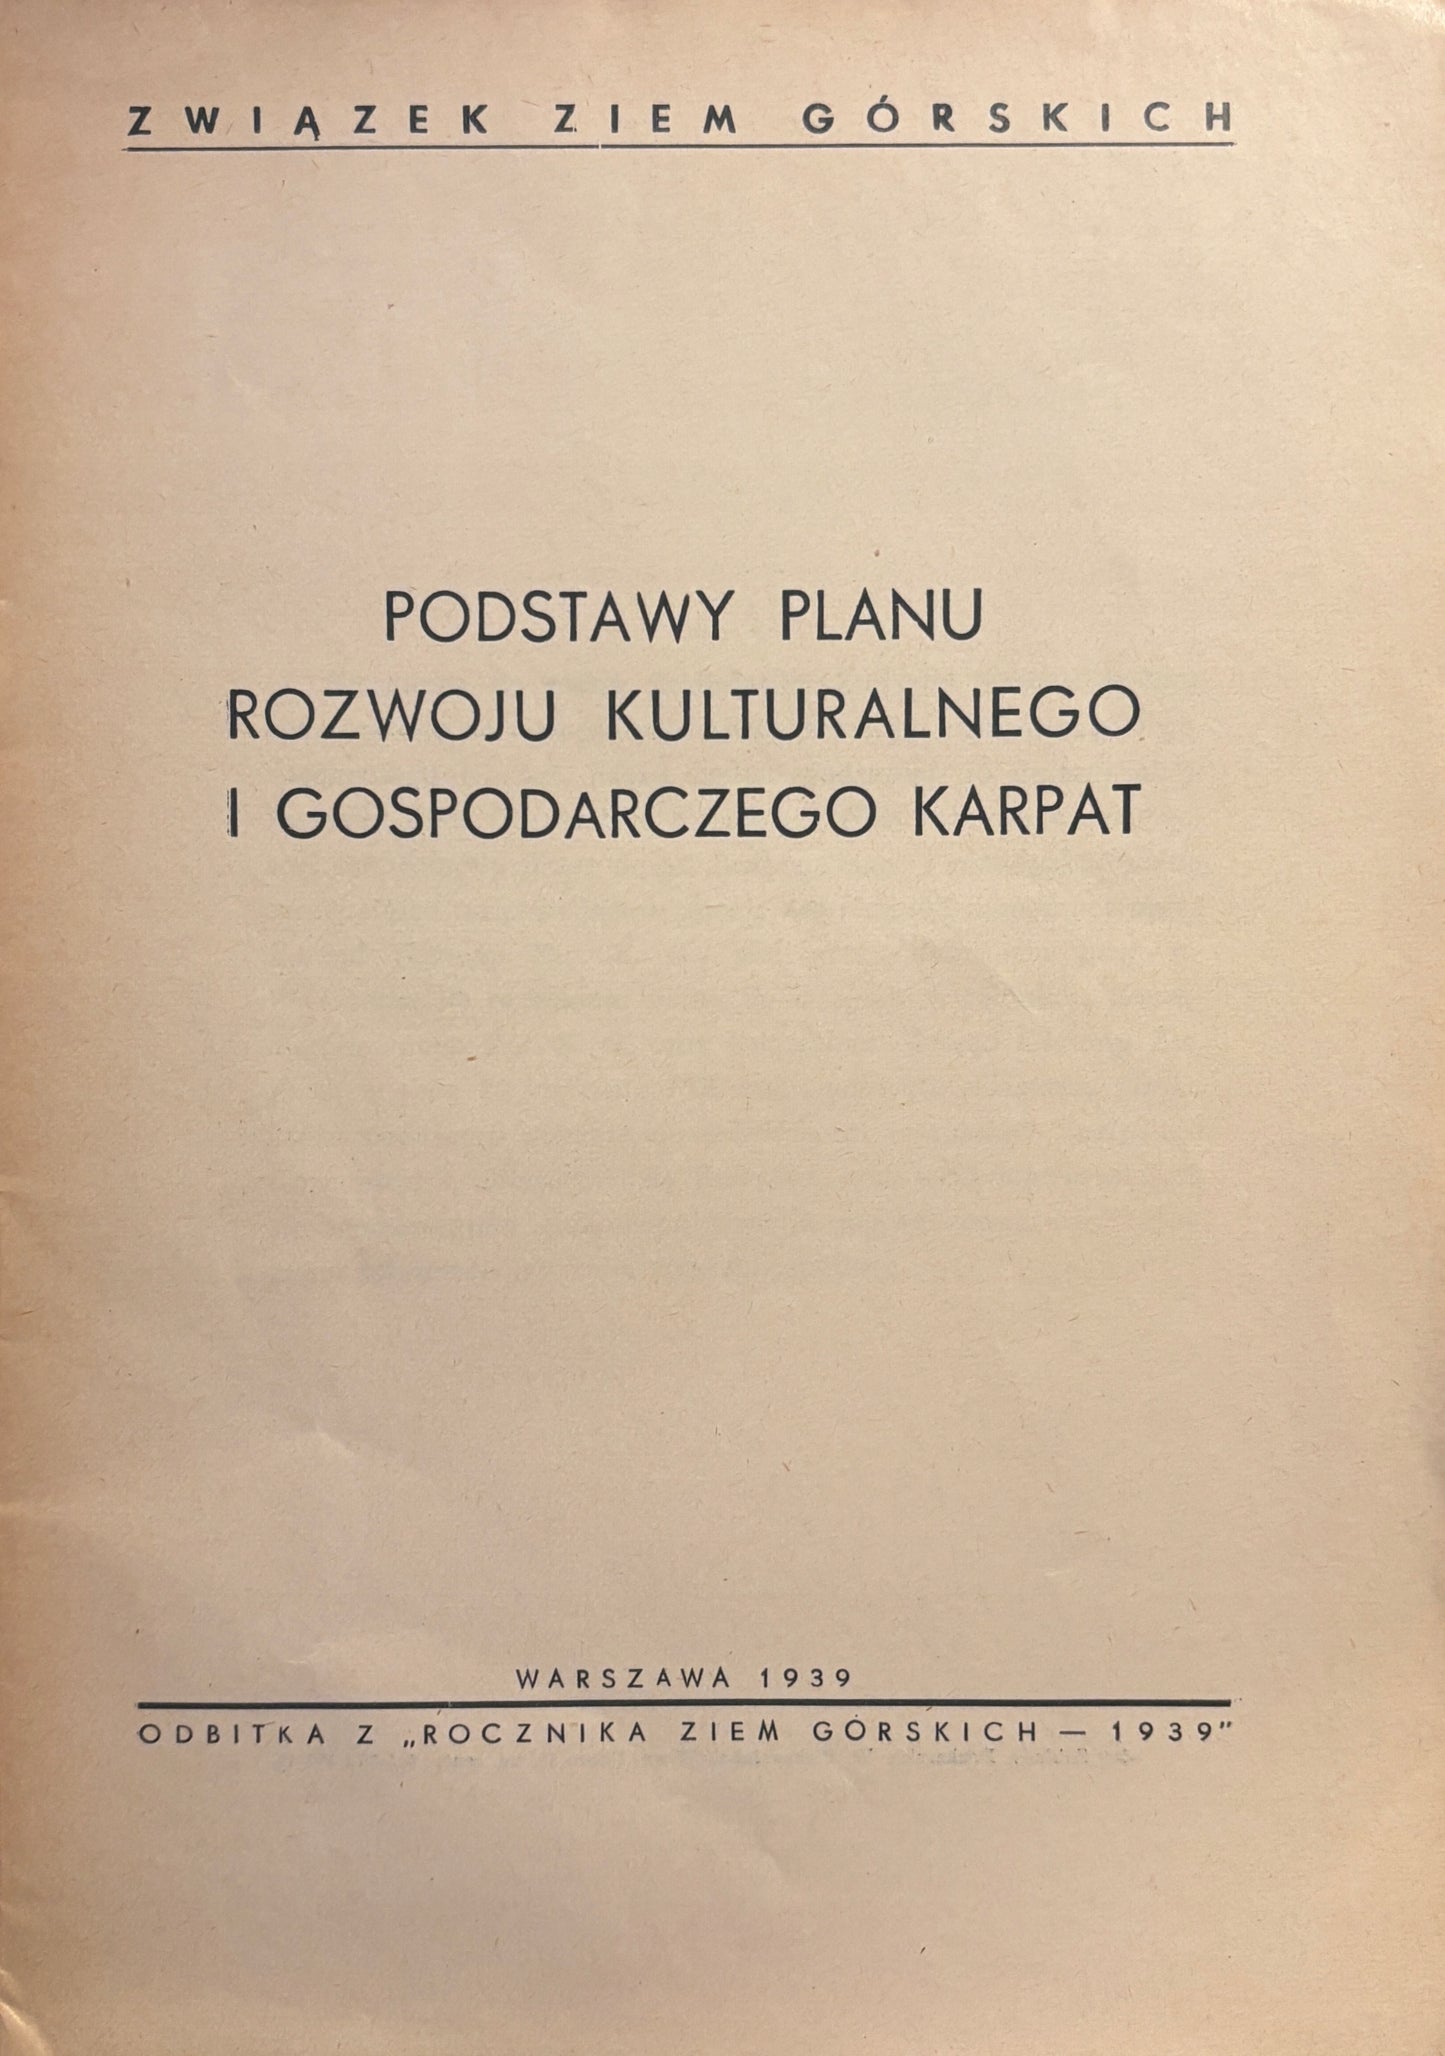 ZWIĄZEK ZIEM GÓRSKICH
PODSTAWY PLANU
ROZWOJU KULTURALNEGO
I GOSPODARCZEGO KARPAT
WARSZAWA 1939
ODBITKA Z „ROCZNIKA ZIEM GÓRSKICH — 1939"